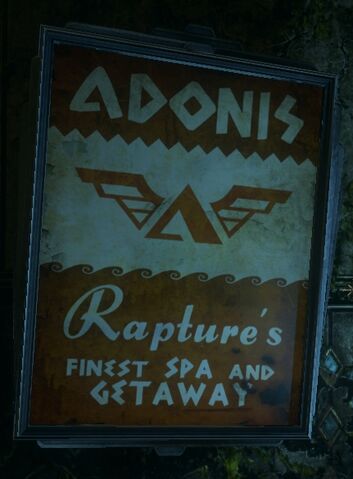 ADONIS
Rapture's
FINEST SPA AND
GETAWAY